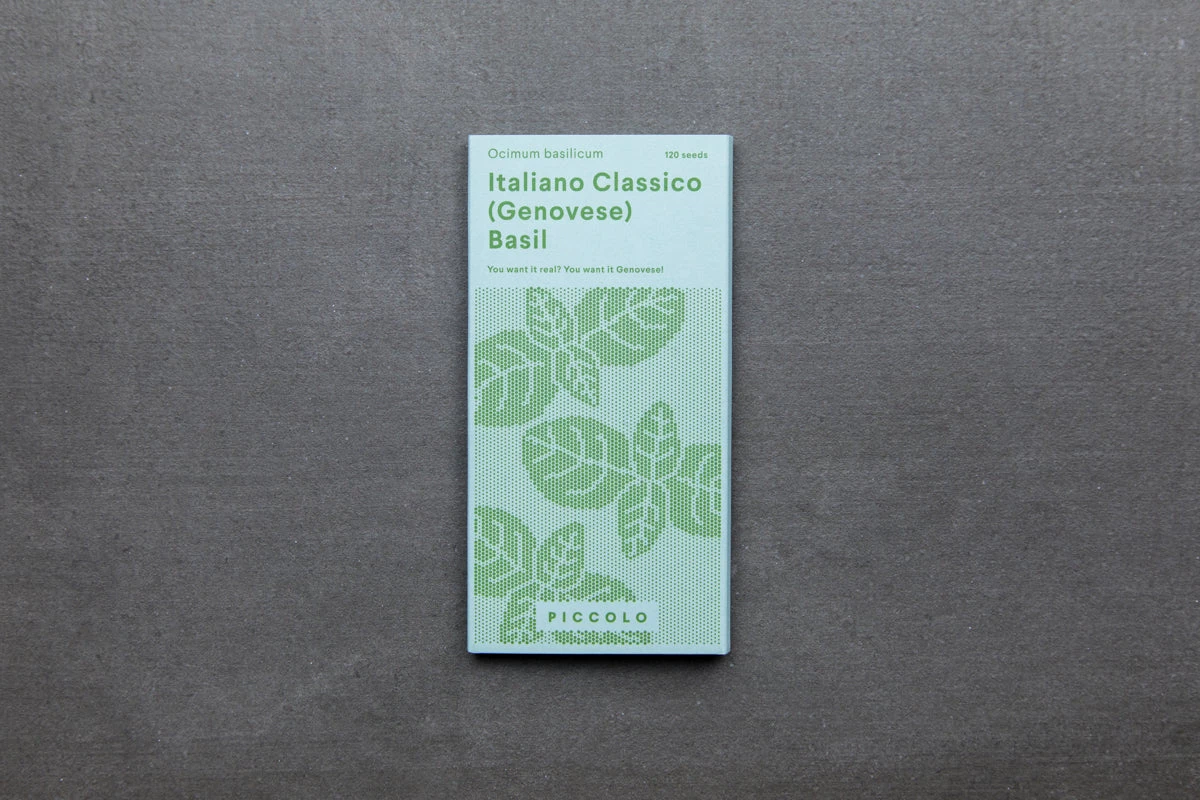 Ocimum basilicum
120 seeds
Italiano Classico
(Genovese)
Basil
You want it real? You want it Genovese!
PICCOLO